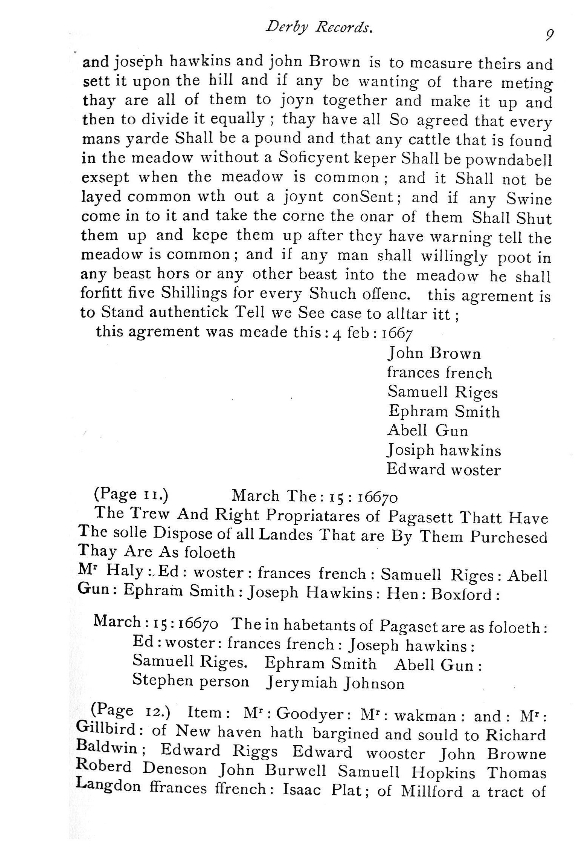 Derby Records. 9
and joseph hawkins and john Brown is to measure theirs and
sett it upon the hill and if any be wanting of thare meting
thay are all of them to joyn together and make it up and
then to divide it equally ; thay have all So agreed that every
mans yarde Shall be a pound and that any cattle that is found
in the meadow without a Soficyent keper Shall be powndabell
exsept when the meadow is common ; and it Shall not be
layed common wth out a joynt conSent ; and if any Swine
come in to it and take the corne the onar of them Shall Shut
them up and kepe them up after they have warning tell the
meadow is common ; and if any man shall willingly poot in
any beast hors or any other beast into the meadow he shall
forfitt five Shillings for every Shuch offenc. this agrement is
to Stand authentick Tell we See case to alltar itt ;
this agrement was meade this : 4 feb : 1667
John Brown
frances french
Samuell Riges
Ephram Smith
Abell Gun
Josiph hawkins
Edward woster
(Page 11.) March The : 15 : 16670
The Trew And Right Propriatares of Pagasett Thatt Have
The solle Dispose of all Landes That are By Them Purchesed
Thay Are As foloeth
Mr Haly : Ed : woster : frances french : Samuell Riges : Abell
Gun : Ephram Smith : Joseph Hawkins : Hen : Boxford :
March : 15 : 16670 The in habetants of Pagaset are as foloeth :
Ed : woster : frances french : Joseph hawkins :
Samuell Riges. Ephram Smith Abell Gun :
Stephen person Jerymiah Johnson
(Page 12.) Item : Mr : Goodyer : Mr : wakman : and : Mr :
Gillbird : of New haven hath bargined and sould to Richard
Baldwin ; Edward Riggs Edward wooster John Browne
Roberd Deneson John Burwell Samuell Hopkins Thomas
Langdon ffrances ffrench : Isaac Plat ; of Millford a tract of